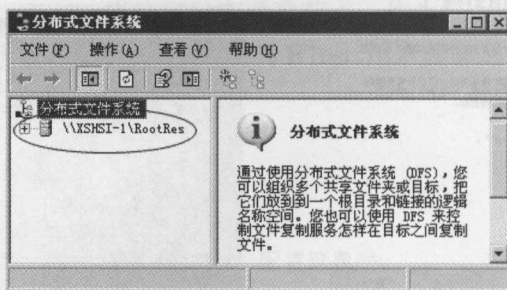 分布式文件系统
文件(F) 操作(A) 查看(V) 帮助(H)
分布式文件系统
\\XSHSI-1\RootRes
分布式文件系统
通过使用分布式文件系统 (DFS)，您
可以组织多个共享文件夹或目标，把
它们放到到一个根目录和链接的逻辑
名称空间。您也可以使用 DFS 来控
制文件复制服务怎样在目标之间复制
文件。